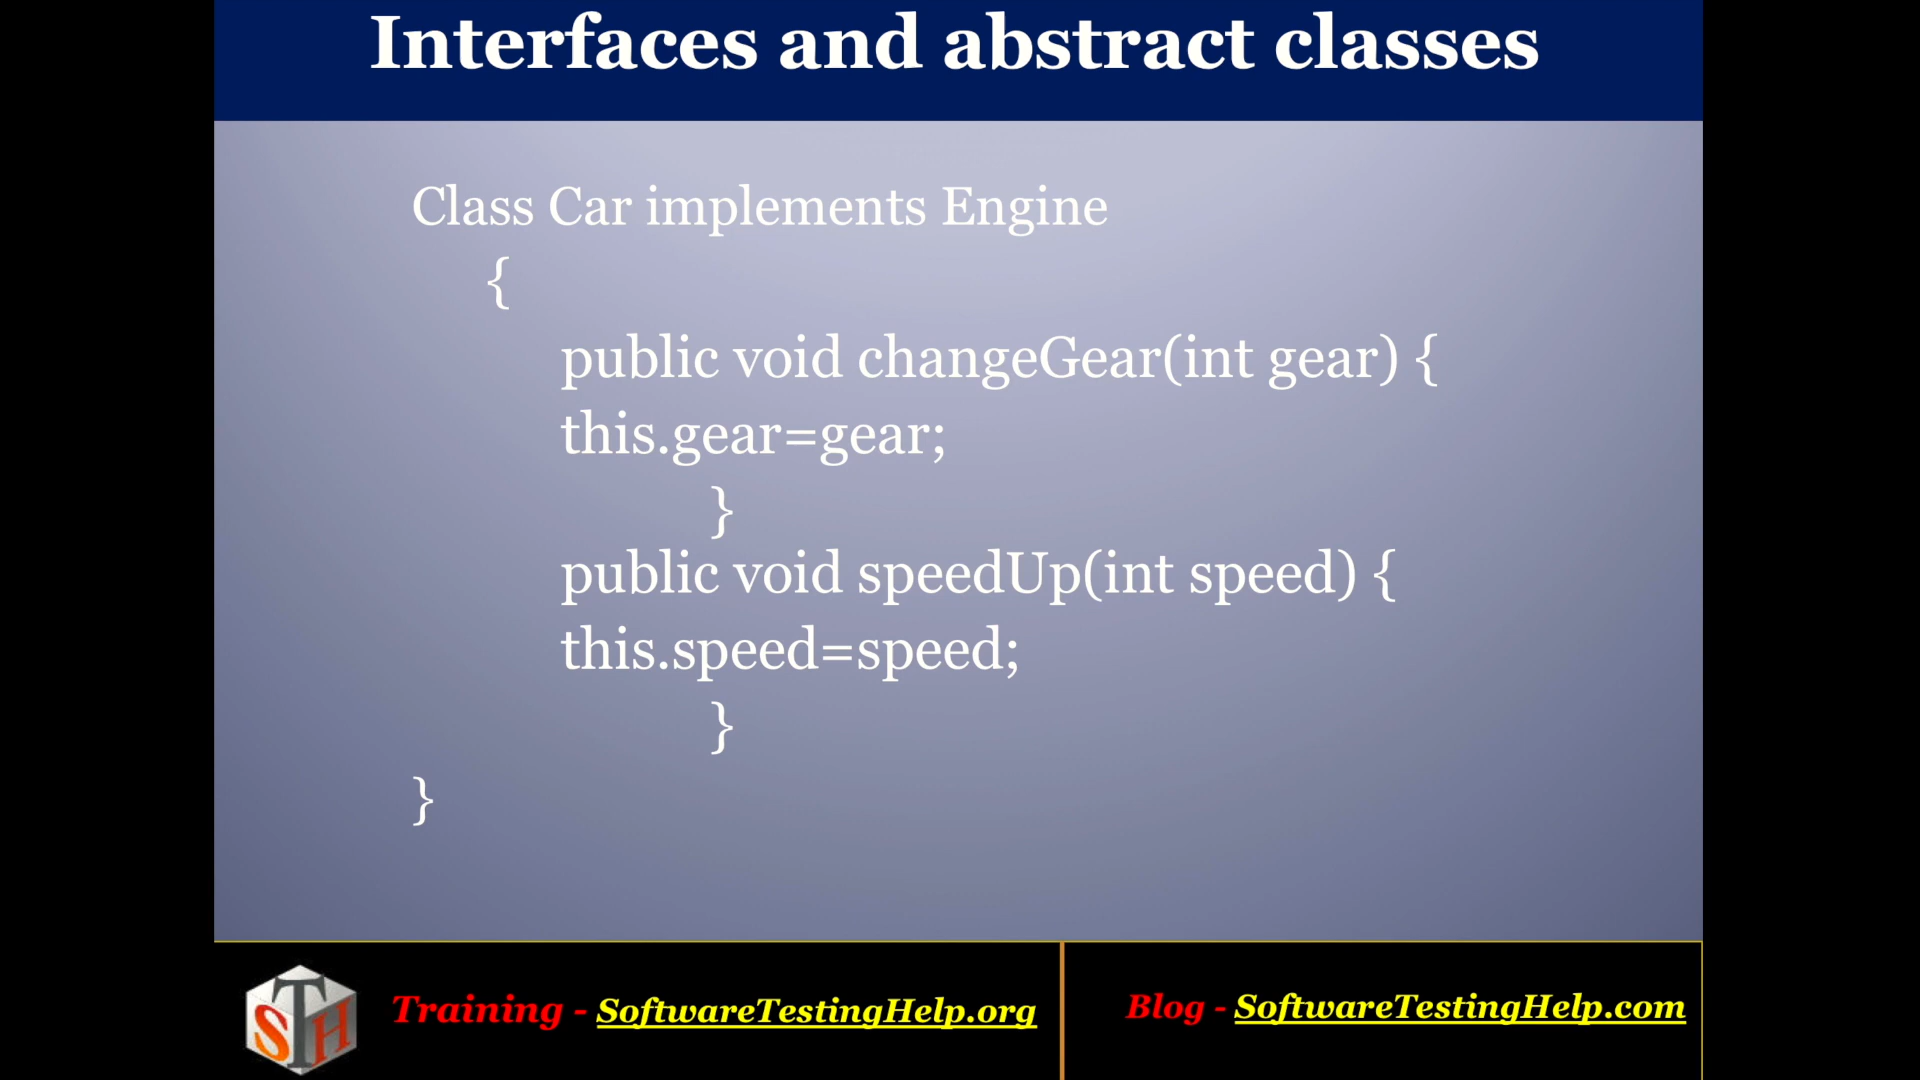 Interfaces and abstract classes
Class Car implements Engine
{
public void changeGear(int gear) {
this.gear=gear;
}
public void speedUp(int speed) {
this.speed=speed;
}
}
STH
Training - SoftwareTestingHelp.org
Blog - SoftwareTestingHelp.com